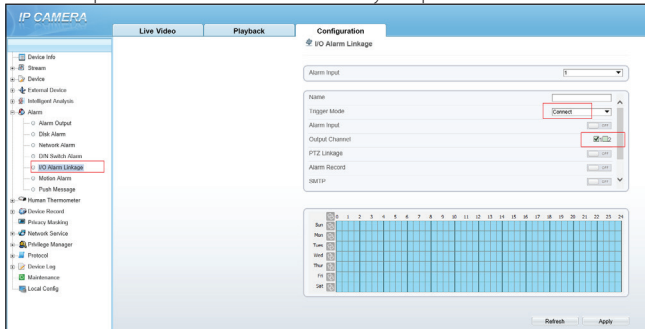 IP CAMERA
Live Video Playback Configuration
I/O Alarm Linkage
Device Info
Stream
Device
External Device
Intelligent Analysis
Alarm
Alarm Output
Disk Alarm
Network Alarm
D/N Switch Alarm
I/O Alarm Linkage
Motion Alarm
Push Message
Human Thermometer
Device Record
Privacy Masking
Network Service
Privilege Manager
Protocol
Device Log
Maintenance
Local Config
Alarm Input 1
Name
Trigger Mode Connect
Alarm Input OFF
Output Channel 1 2
PTZ Linkage OFF
Alarm Record OFF
SMTP OFF
0 1 2 3 4 5 6 7 8 9 10 11 12 13 14 15 16 17 18 19 20 21 22 23 24
Sun
Mon
Tues
Wed
Thur
Fri
Sat
Refresh Apply